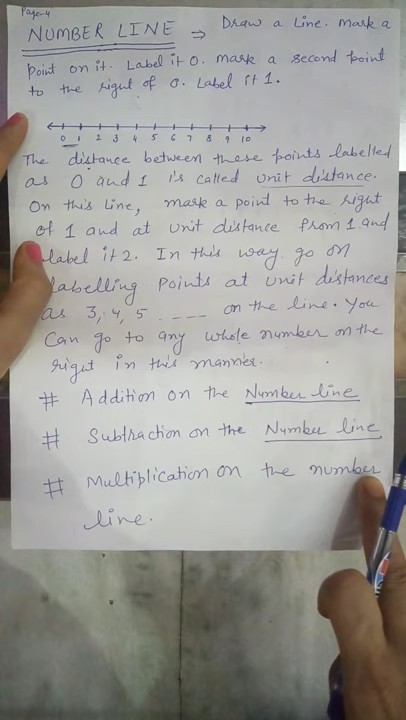 Page-4
NUMBER LINE ⇒ Draw a Line. Mark a
Point on it. Label it 0. Mark a second point
to the right of 0. Label it 1.
0 1 2 3 4 5 6 7 8 9 10
The distance between these points labelled
as 0 and 1 is called unit distance.
On this Line, mark a point to the right
of 1 and at unit distance from 1 and
label it 2. In this way go on
labelling points at unit distances
as 3, 4, 5 ---- on the line. You
Can go to any whole number on the
right in this manner.
# Addition on the Number line
# Subtraction on the Number line
# Multiplication on the number
line.